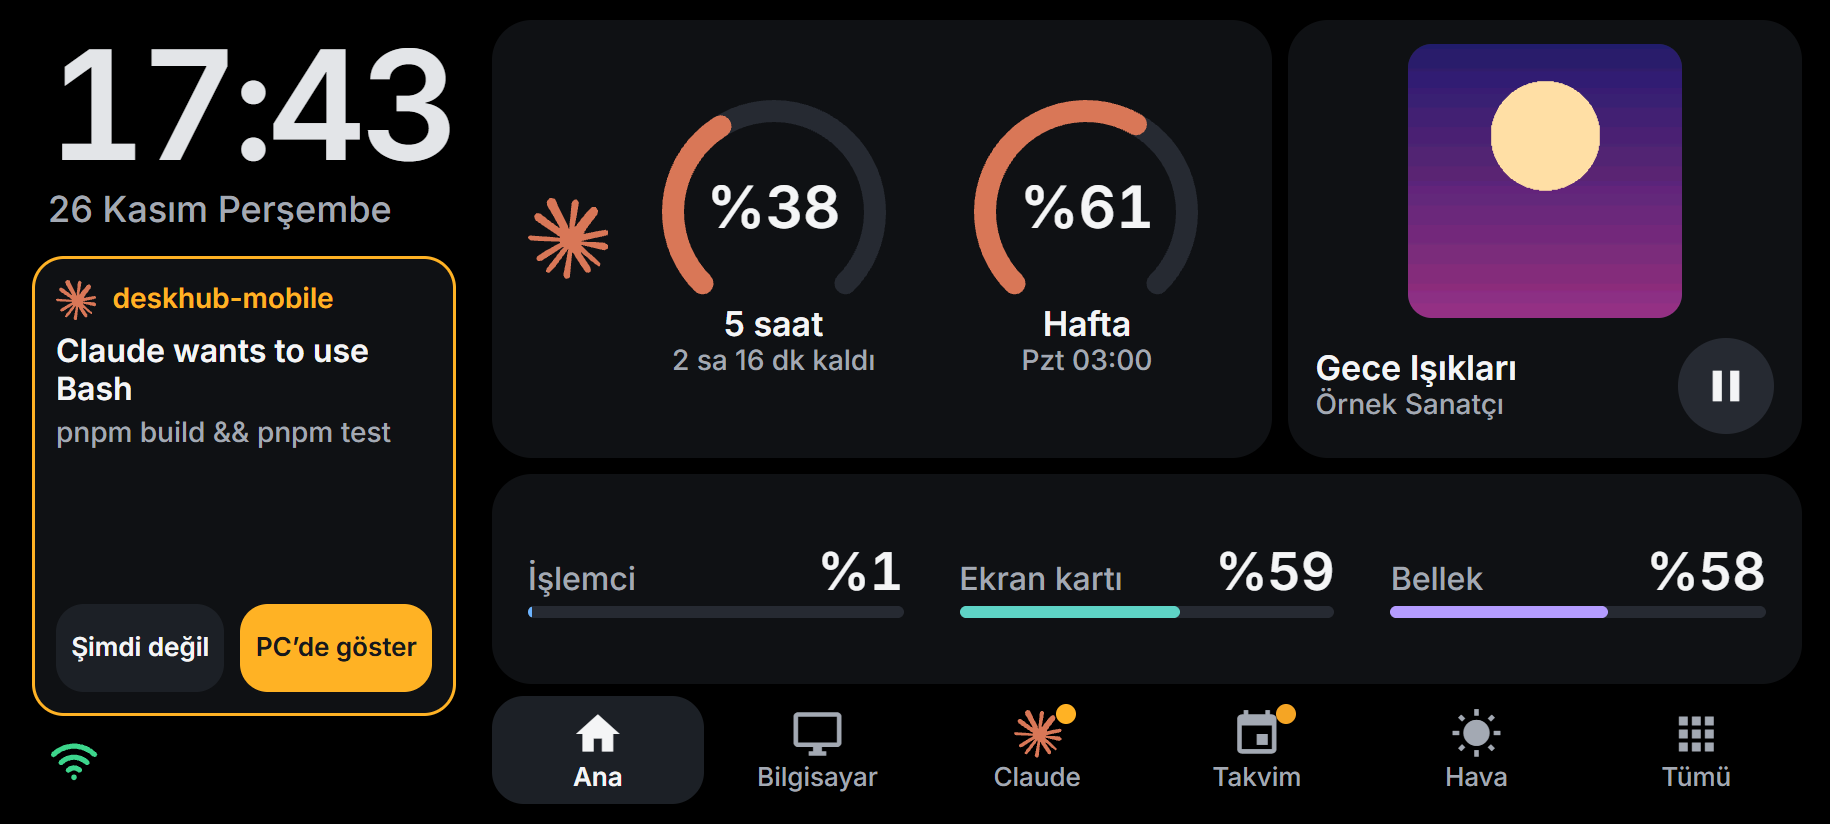 17:43
26 Kasım Perşembe
deskhub-mobile
Claude wants to use
Bash
pnpm build && pnpm test
Şimdi değil
PC’de göster
%38
5 saat
2 sa 16 dk kaldı
%61
Hafta
Pzt 03:00
Gece Işıkları
Örnek Sanatçı
İşlemci %1
Ekran kartı %59
Bellek %58
Ana
Bilgisayar
Claude
Takvim
Hava
Tümü